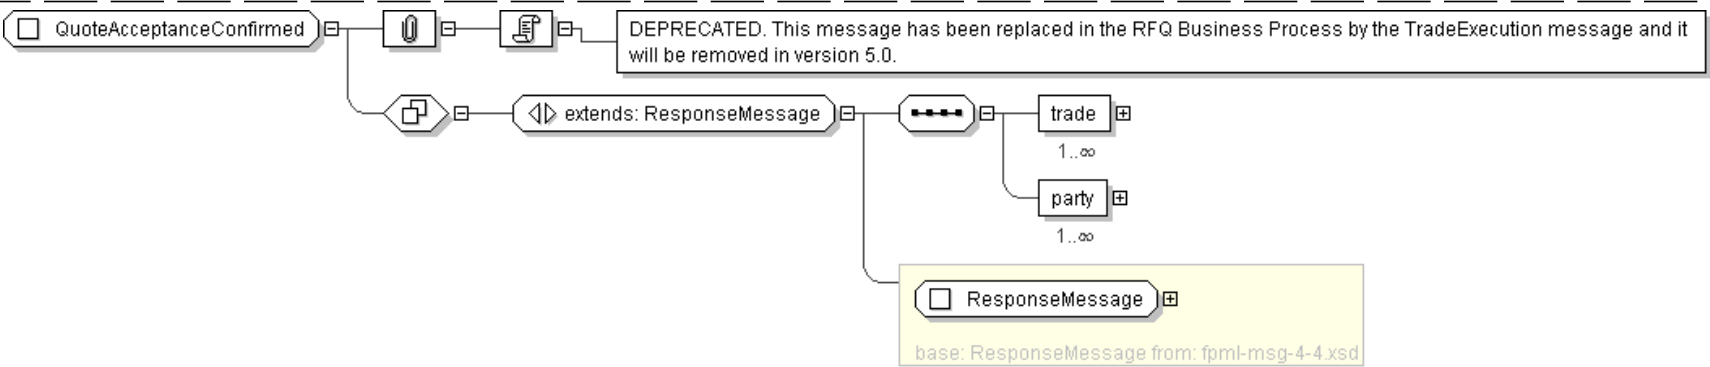 QuoteAcceptanceConfirmed
DEPRECATED. This message has been replaced in the RFQ Business Process by the TradeExecution message and it
will be removed in version 5.0.
extends: ResponseMessage
trade
1..∞
party
1..∞
ResponseMessage
base: ResponseMessage from: fpml-msg-4-4.xsd